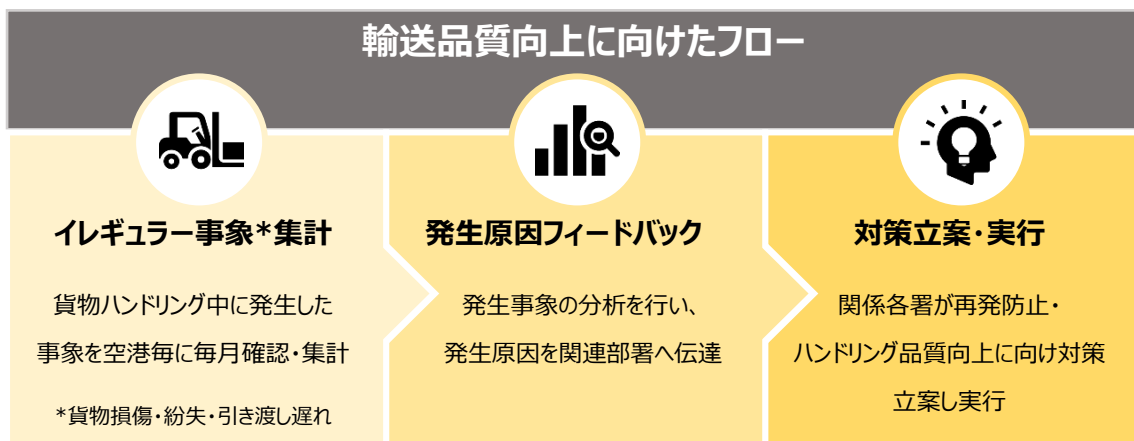 輸送品質向上に向けたフロー
イレギュラー事象*集計
貨物ハンドリング中に発生した
事象を空港毎に毎月確認・集計
*貨物損傷・紛失・引き渡し遅れ
発生原因フィードバック
発生事象の分析を行い、
発生原因を関連部署へ伝達
対策立案・実行
関係各署が再発防止・
ハンドリング品質向上に向け対策
立案し実行